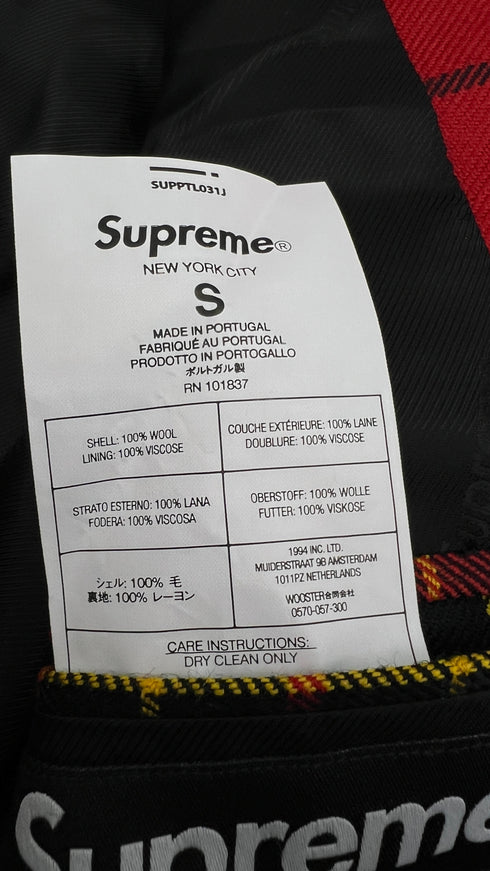 SUPPTL031J
Supreme®
NEW YORK CITY
S
MADE IN PORTUGAL
FABRIQUÉ AU PORTUGAL
PRODOTTO IN PORTOGALLO
ポルトガル製
RN 101837
SHELL: 100% WOOL
LINING: 100% VISCOSE
COUCHE EXTÉRIEURE: 100% LAINE
DOUBLURE: 100% VISCOSE
STRATO ESTERNO: 100% LANA
FODERA: 100% VISCOSA
OBERSTOFF: 100% WOLLE
FUTTER: 100% VISKOSE
シェル: 100% 毛
裏地: 100% レーヨン
1994 INC. LTD.
MUIDERSTRAAT 9B AMSTERDAM
1011PZ NETHERLANDS
WOOSTER合同会社
0570-057-300
CARE INSTRUCTIONS:
DRY CLEAN ONLY
Supreme